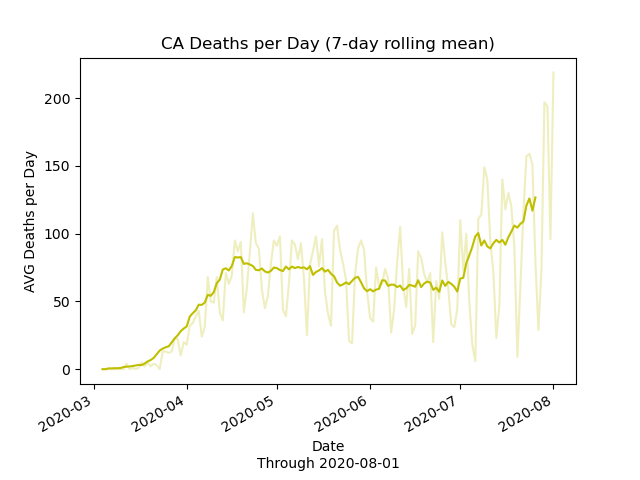 CA Deaths per Day (7-day rolling mean)
AVG Deaths per Day
200
150
100
50
0
2020-03
2020-04
2020-05
2020-06
2020-07
2020-08
Date
Through 2020-08-01